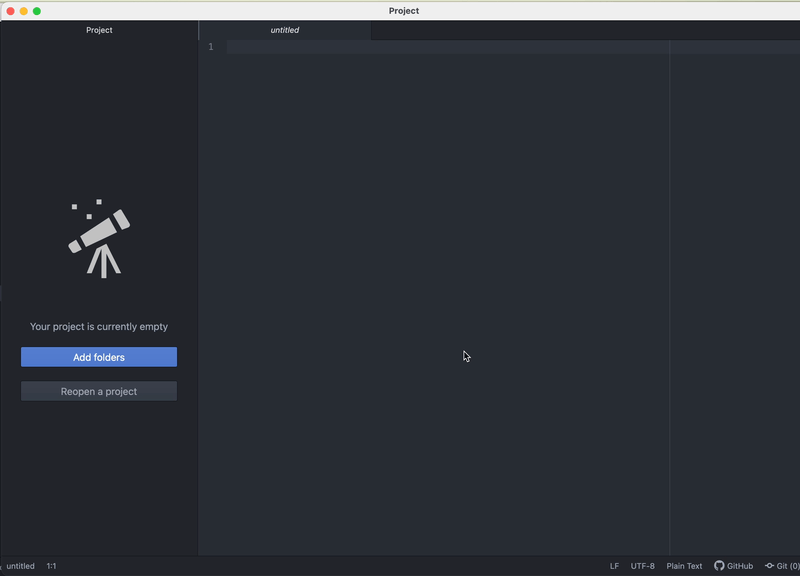 Project
Project
untitled
1
Your project is currently empty
Add folders
Reopen a project
untitled 1:1 LF UTF-8 Plain Text GitHub Git (0)